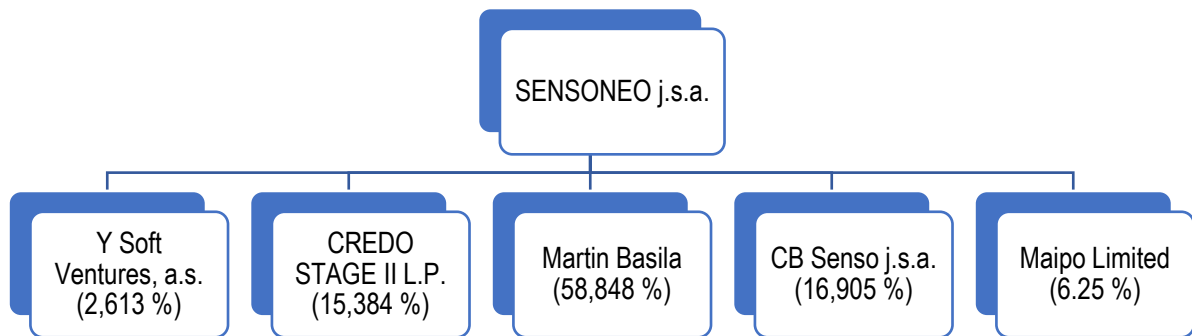 SENSONEO j.s.a.
Y Soft
Ventures, a.s.
(2,613 %)
CREDO
STAGE II L.P.
(15,384 %)
Martin Basila
(58,848 %)
CB Senso j.s.a.
(16,905 %)
Maipo Limited
(6.25 %)